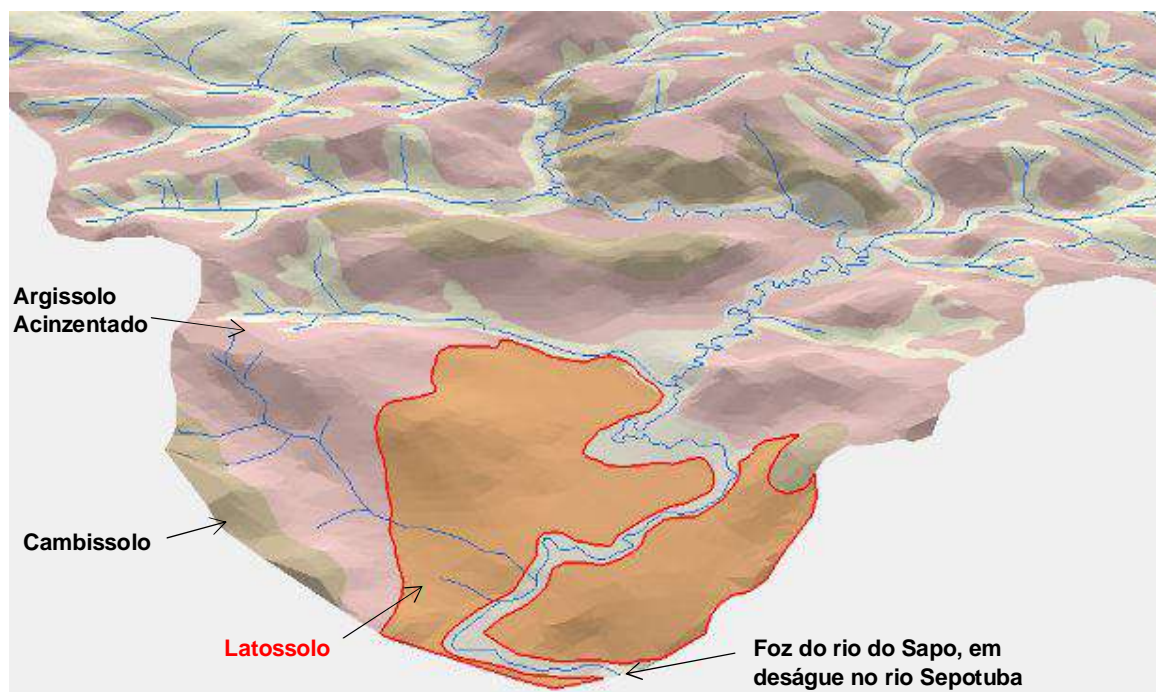 Argissolo
Acinzentado
Cambissolo
Latossolo
Foz do rio do Sapo, em
deságue no rio Sepotuba